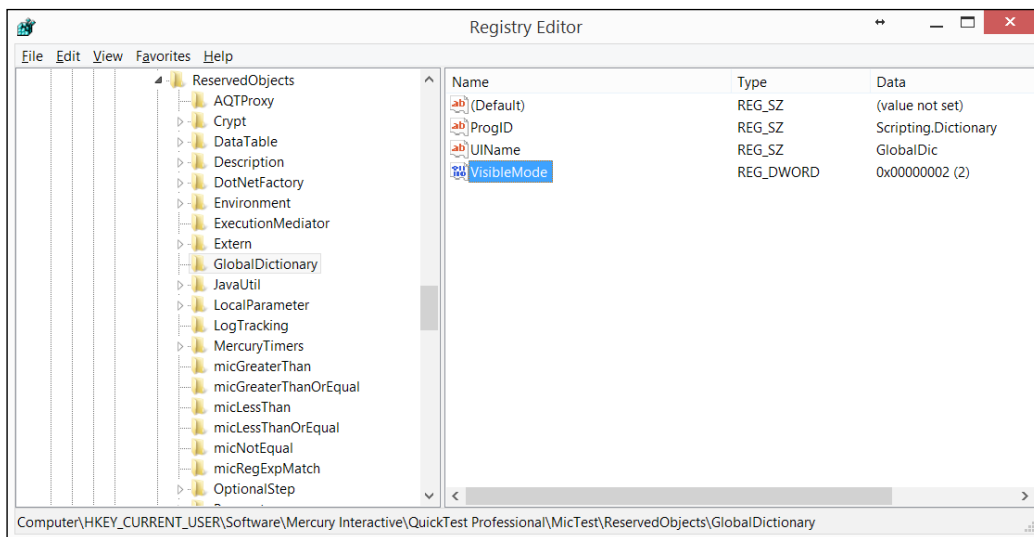 Registry Editor
File Edit View Favorites Help
ReservedObjects
AQTProxy
Crypt
DataTable
Description
DotNetFactory
Environment
ExecutionMediator
Extern
GlobalDictionary
JavaUtil
LocalParameter
LogTracking
MercuryTimers
micGreaterThan
micGreaterThanOrEqual
micLessThan
micLessThanOrEqual
micNotEqual
micRegExpMatch
OptionalStep
Name Type Data
(Default) REG_SZ (value not set)
ProgID REG_SZ Scripting.Dictionary
UIName REG_SZ GlobalDic
VisibleMode REG_DWORD 0x00000002 (2)
Computer\HKEY_CURRENT_USER\Software\Mercury Interactive\QuickTest Professional\MicTest\ReservedObjects\GlobalDictionary